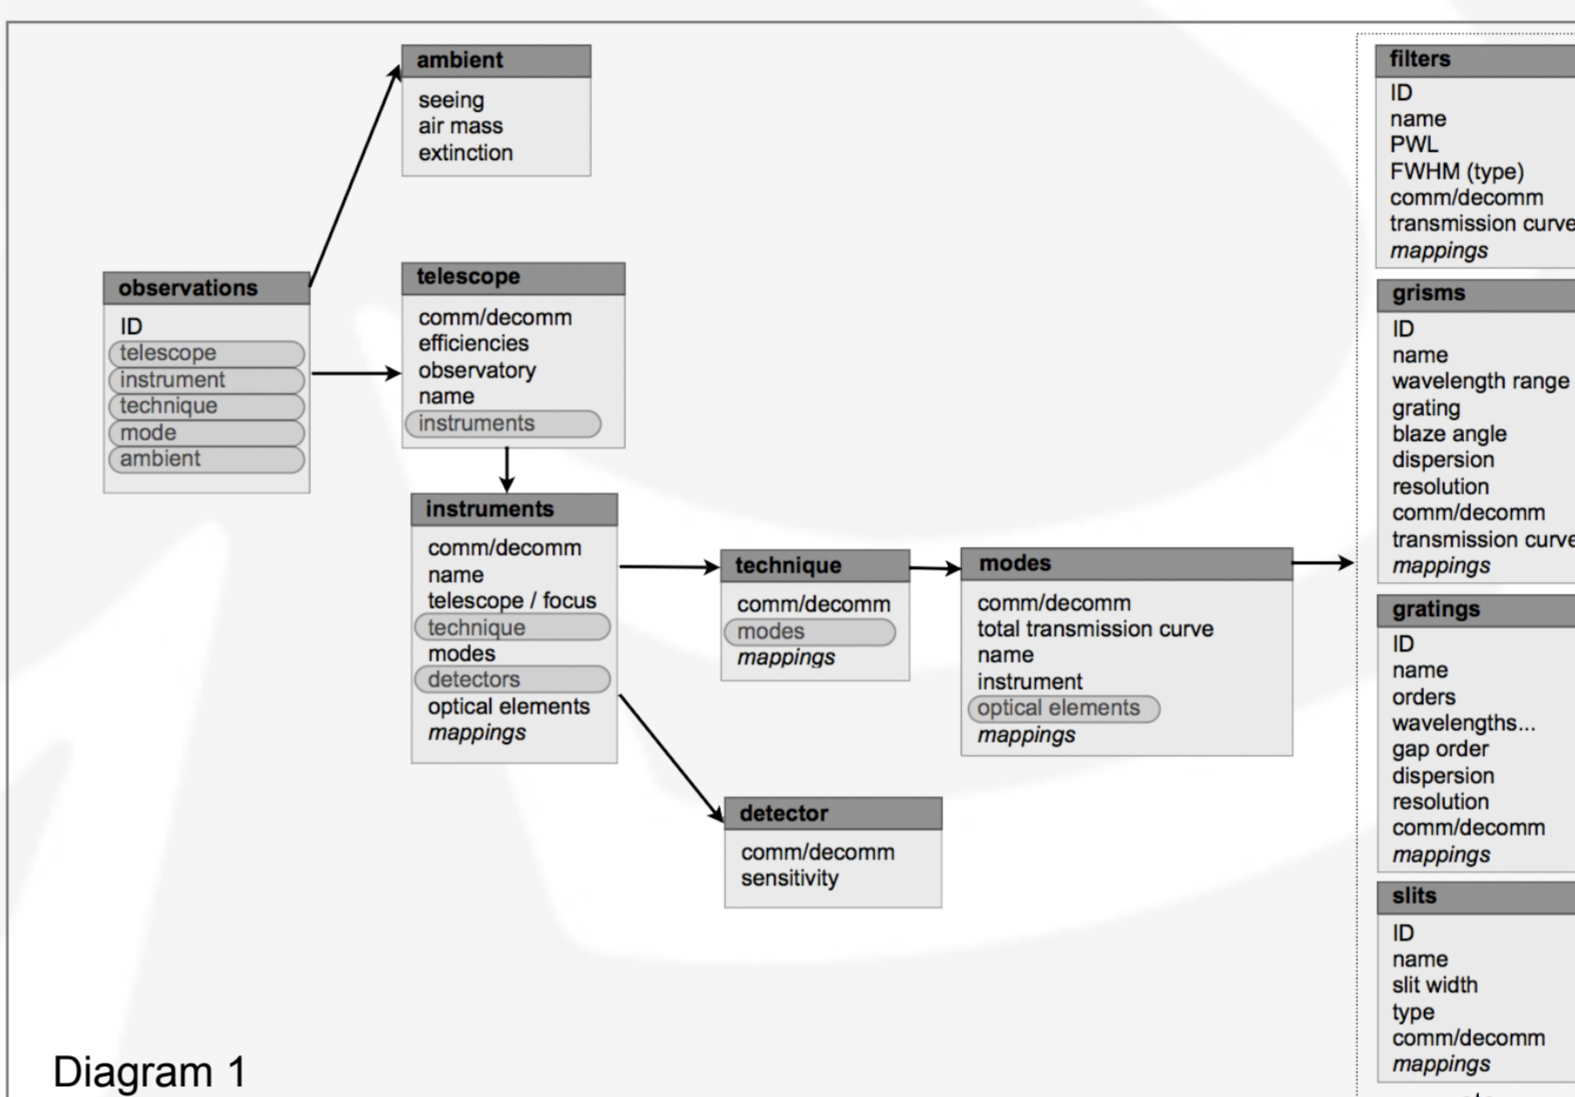 ambient
seeing
air mass
extinction
observations
ID
telescope
instrument
technique
mode
ambient
telescope
comm/decomm
efficiencies
observatory
name
instruments
instruments
comm/decomm
name
telescope / focus
technique
modes
detectors
optical elements
mappings
technique
comm/decomm
modes
mappings
modes
comm/decomm
total transmission curve
name
instrument
optical elements
mappings
detector
comm/decomm
sensitivity
filters
ID
name
PWL
FWHM (type)
comm/decomm
transmission curve
mappings
grisms
ID
name
wavelength range
grating
blaze angle
dispersion
resolution
comm/decomm
transmission curve
mappings
gratings
ID
name
orders
wavelengths...
gap order
dispersion
resolution
comm/decomm
mappings
slits
ID
name
slit width
type
comm/decomm
mappings
Diagram 1